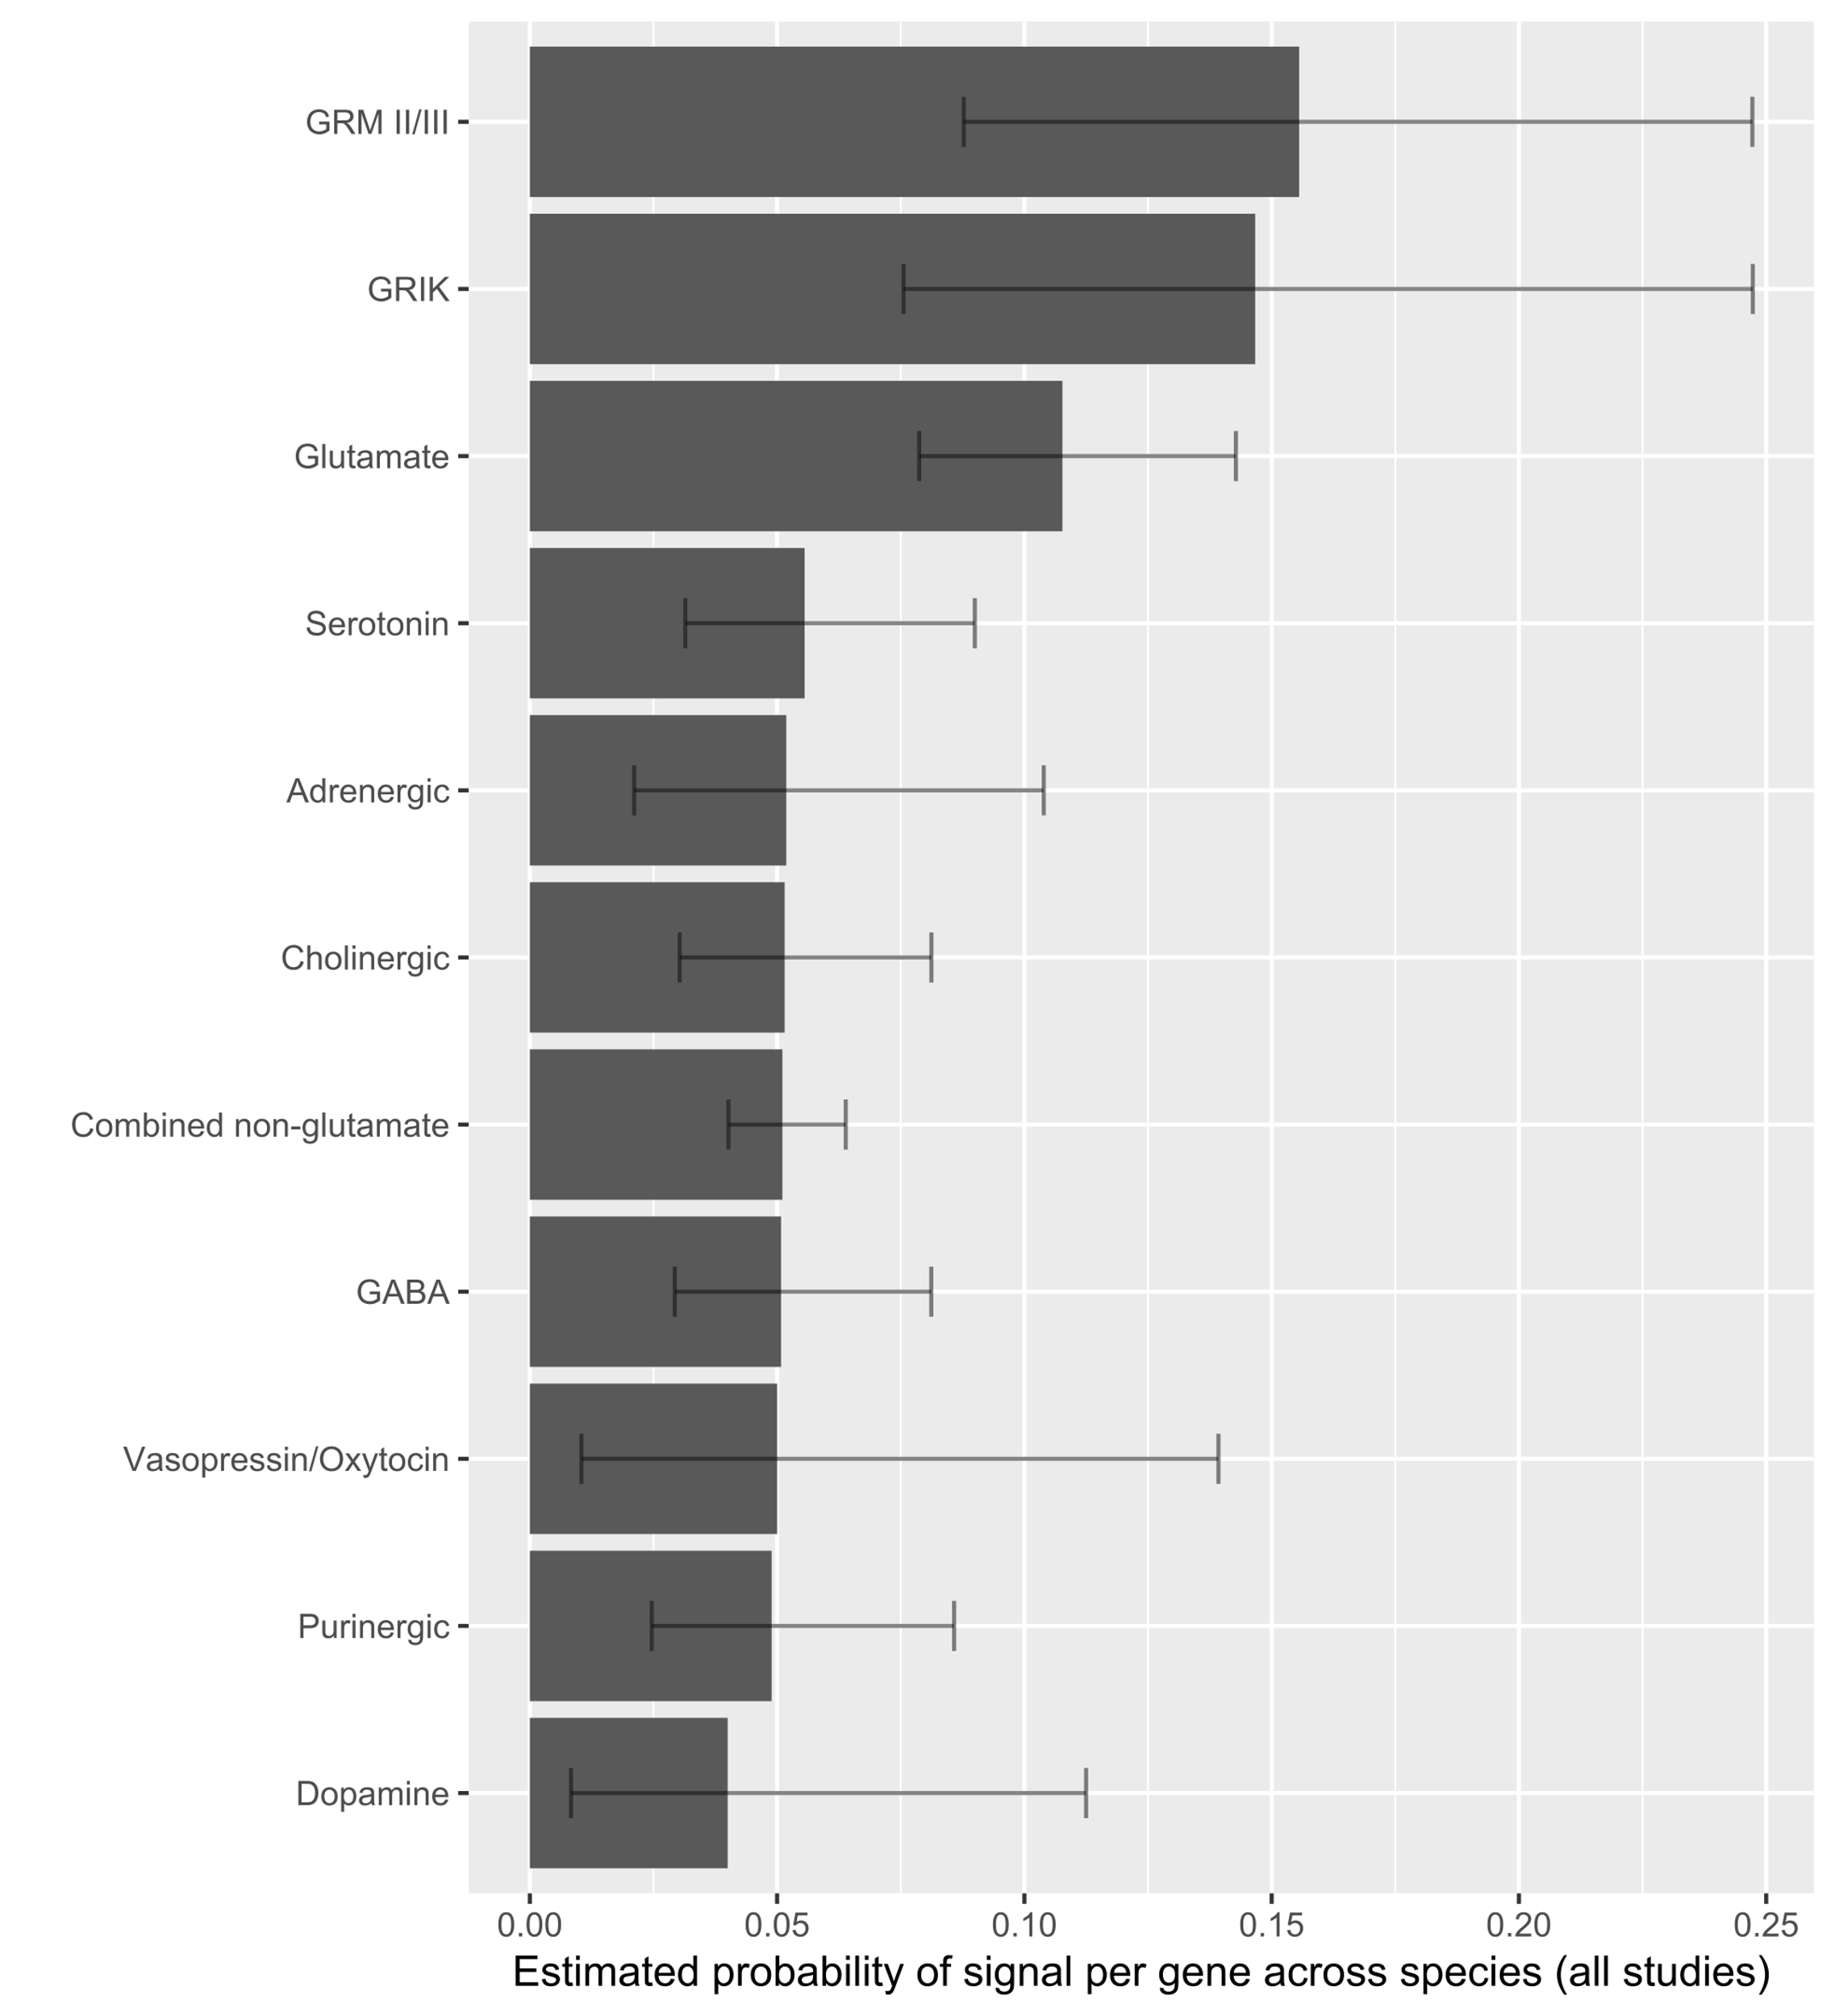 GRM II/III
GRIK
Glutamate
Serotonin
Adrenergic
Cholinergic
Combined non-glutamate
GABA
Vasopressin/Oxytocin
Purinergic
Dopamine
0.00 0.05 0.10 0.15 0.20 0.25
Estimated probability of signal per gene across species (all studies)